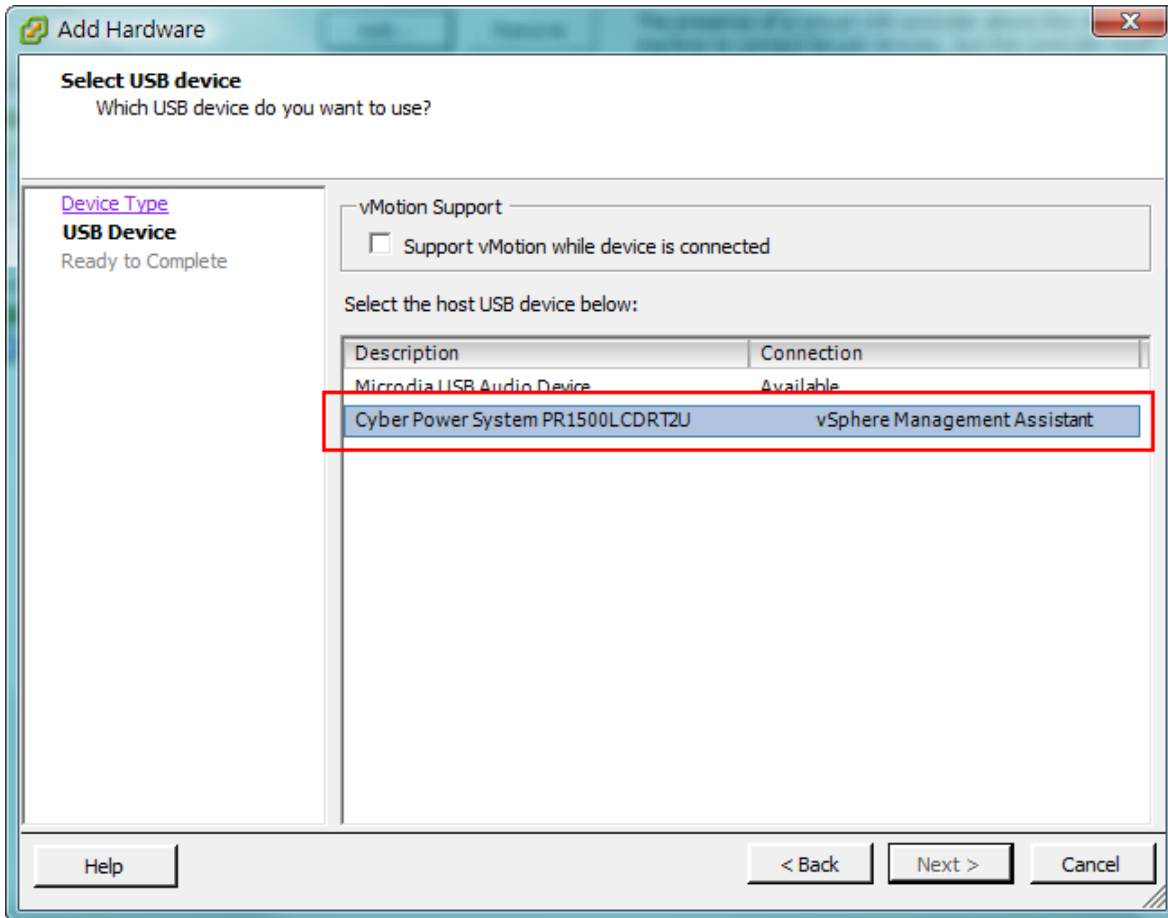 Add Hardware
Select USB device
Which USB device do you want to use?
Device Type
USB Device
Ready to Complete
vMotion Support
Support vMotion while device is connected
Select the host USB device below:
Description Connection
Microdia USB Audio Device Available
Cyber Power System PR1500LCDRT2U vSphere Management Assistant
Help < Back Next > Cancel